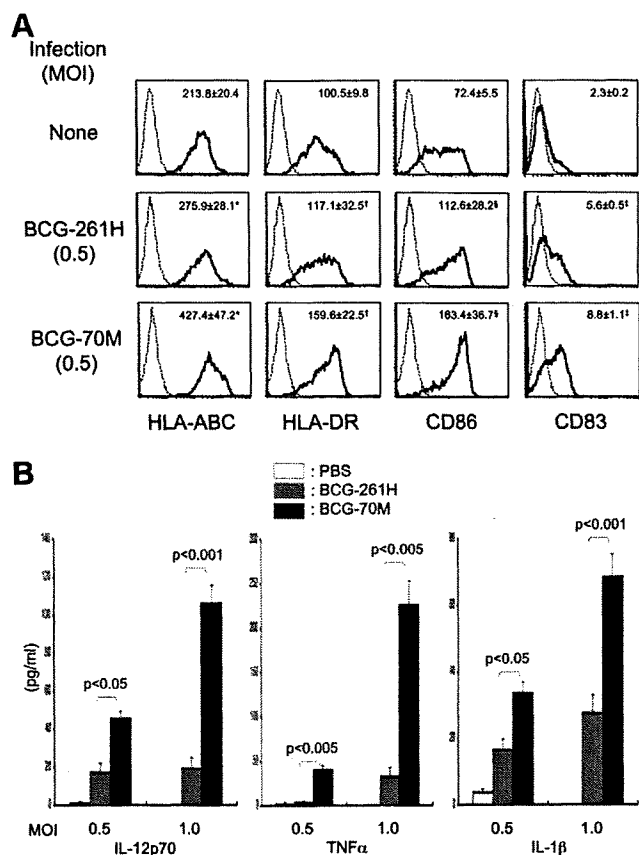 A
Infection
(MOI)
None
213.8±20.4
100.5±9.8
72.4±5.5
2.3±0.2
BCG-261H
(0.5)
275.9±28.1*
117.1±32.5†
112.6±28.2§
5.6±0.5‡
BCG-70M
(0.5)
427.4±47.2*
159.6±22.5†
163.4±36.7§
8.8±1.1‡
HLA-ABC
HLA-DR
CD86
CD83
B
: PBS
: BCG-261H
: BCG-70M
(pg/ml)
p<0.05
p<0.001
p<0.005
p<0.005
p<0.05
p<0.001
MOI
0.5
1.0
0.5
1.0
0.5
1.0
IL-12p70
TNFα
IL-1β